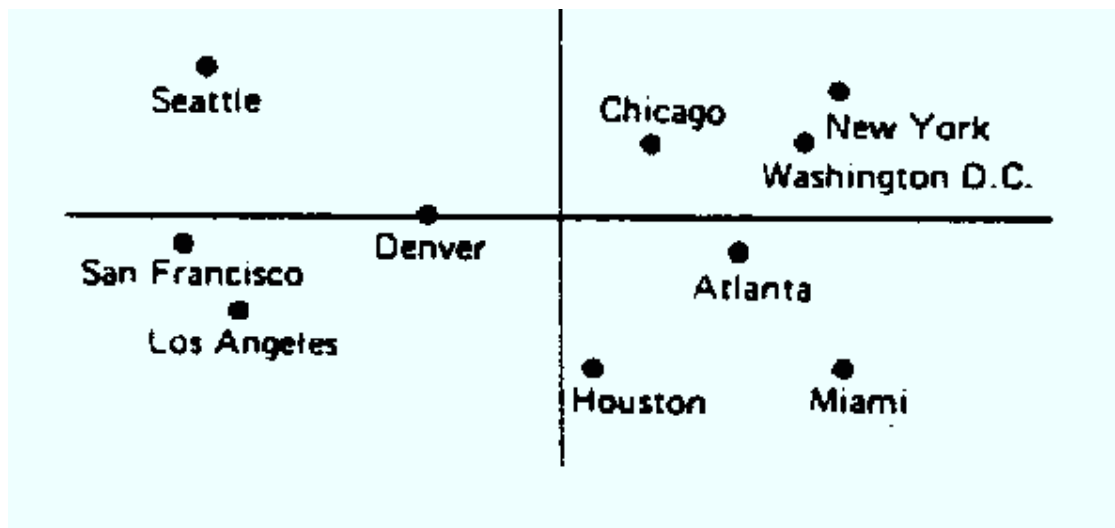 Seattle
Chicago
New York
Washington D.C.
Denver
San Francisco
Atlanta
Los Angeles
Houston
Miami